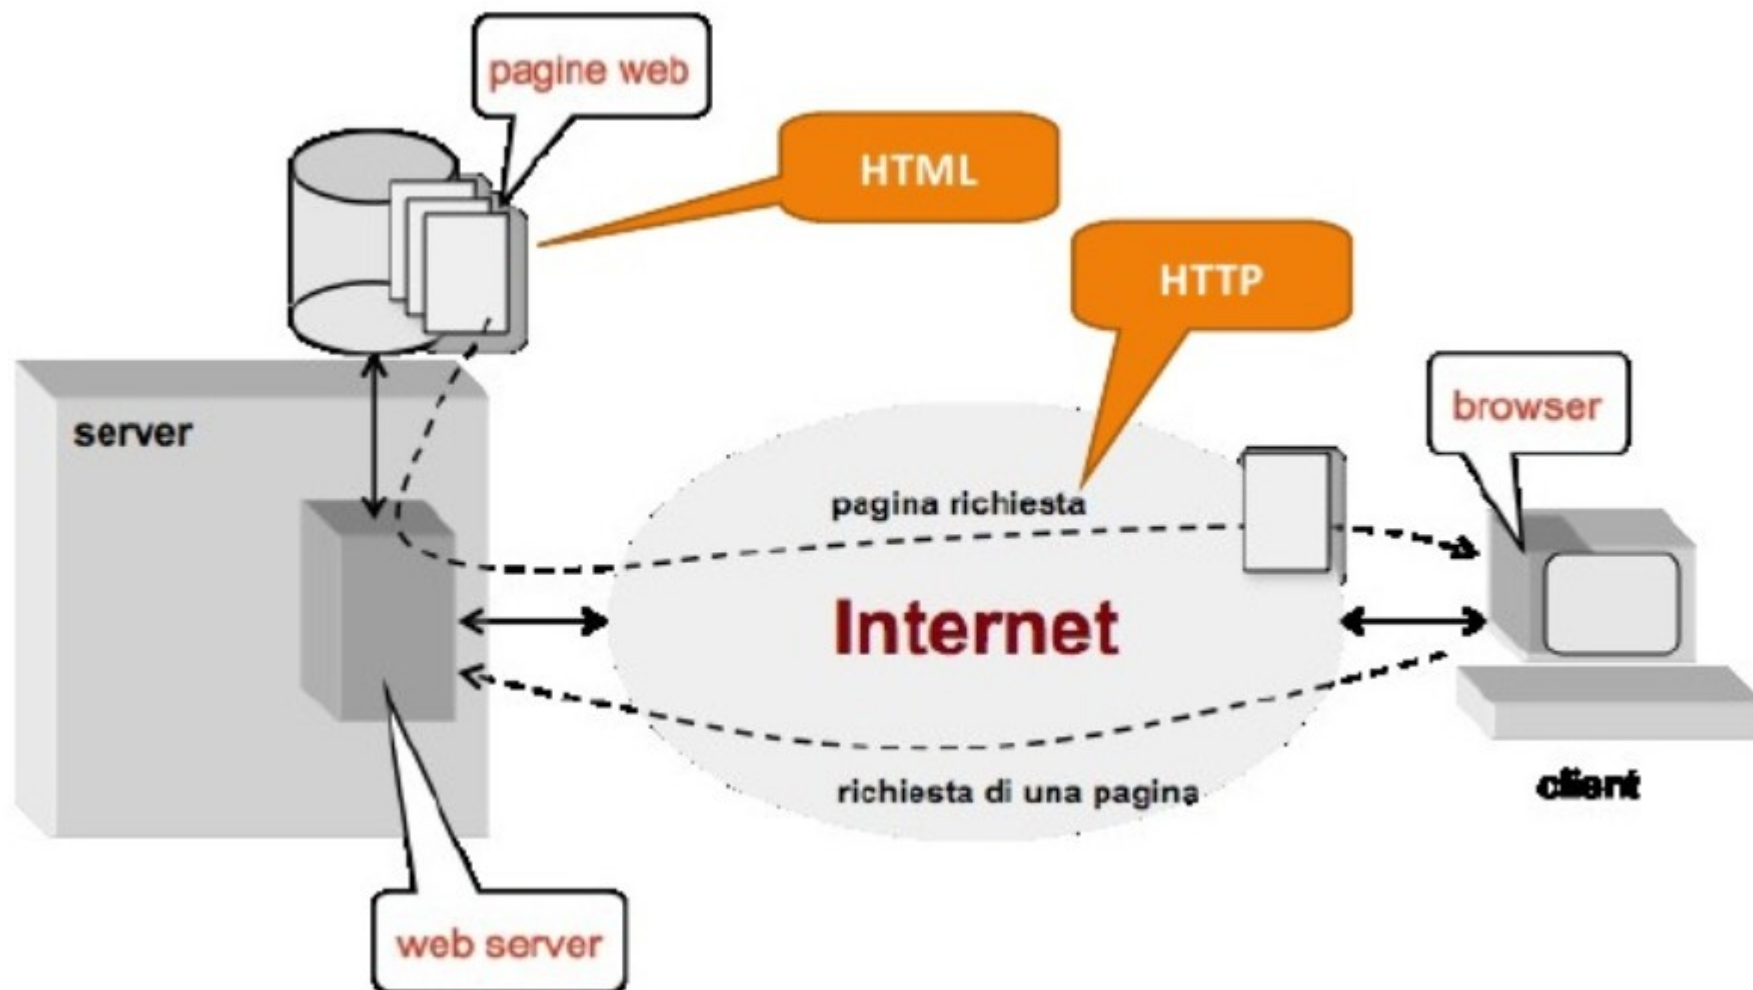 pagine web
HTML
HTTP
browser
server
pagina richiesta
Internet
richiesta di una pagina
client
web server